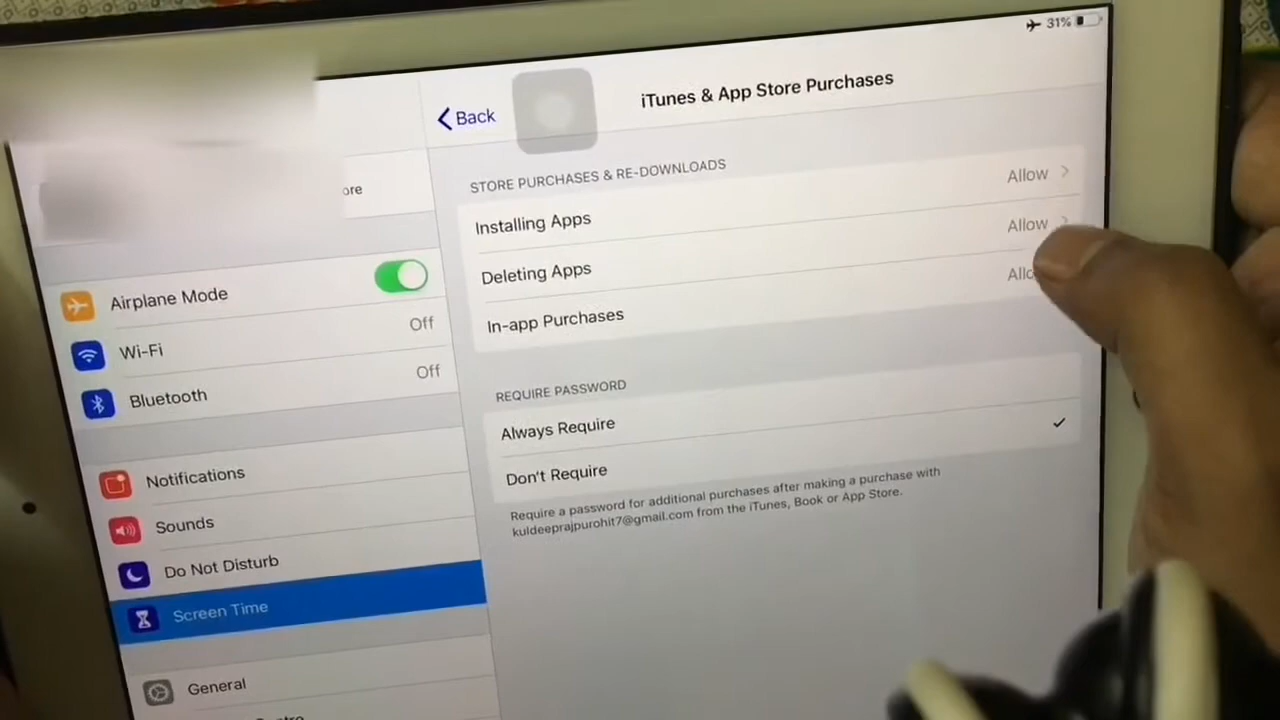 31%
Back
iTunes & App Store Purchases
ore
STORE PURCHASES & RE-DOWNLOADS
Installing Apps Allow
Deleting Apps Allow
In-app Purchases
REQUIRE PASSWORD
Always Require
Don't Require
Require a password for additional purchases after making a purchase with
kuldeeprajpurohit7@gmail.com from the iTunes, Book or App Store.
Airplane Mode
Wi-Fi Off
Bluetooth Off
Notifications
Sounds
Do Not Disturb
Screen Time
General